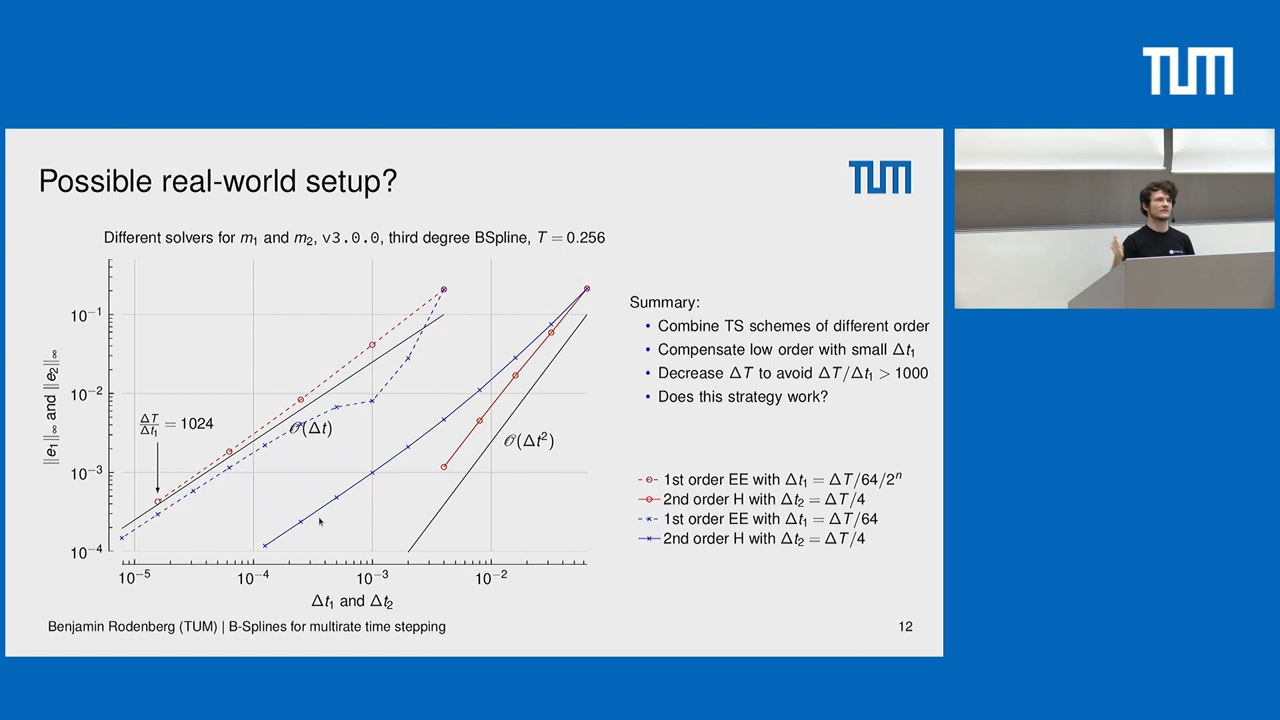 TUM
Possible real-world setup?
TUM
Different solvers for m₁ and m₂, v3.0.0, third degree BSpline, T = 0.256
‖e₁‖∞ and ‖e₂‖∞
10⁻¹
10⁻²
10⁻³
10⁻⁴
ΔT/Δt₁ = 1024
𝒪(Δt)
𝒪(Δt²)
10⁻⁵
10⁻⁴
10⁻³
10⁻²
Δt₁ and Δt₂
Summary:
• Combine TS schemes of different order
• Compensate low order with small Δt₁
• Decrease ΔT to avoid ΔT/Δt₁ > 1000
• Does this strategy work?
1st order EE with Δt₁ = ΔT/64/2ⁿ
2nd order H with Δt₂ = ΔT/4
1st order EE with Δt₁ = ΔT/64
2nd order H with Δt₂ = ΔT/4
Benjamin Rodenberg (TUM) | B-Splines for multirate time stepping
12